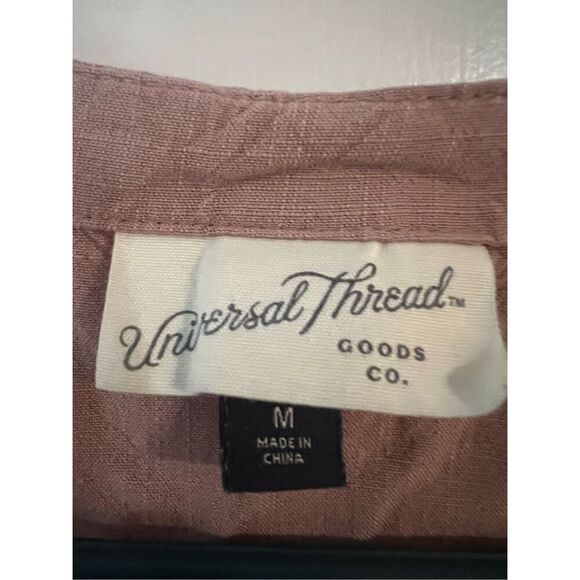 Universal Thread™
GOODS
CO.
M
MADE IN
CHINA